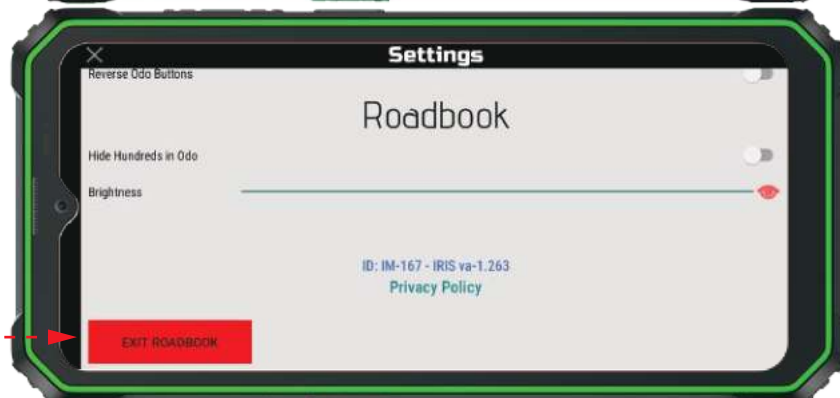 Settings
Reverse Odo Buttons
Roadbook
Hide Hundreds in Odo
Brightness
ID: IM-167 - IRIS va-1.263
Privacy Policy
EXIT ROADBOOK